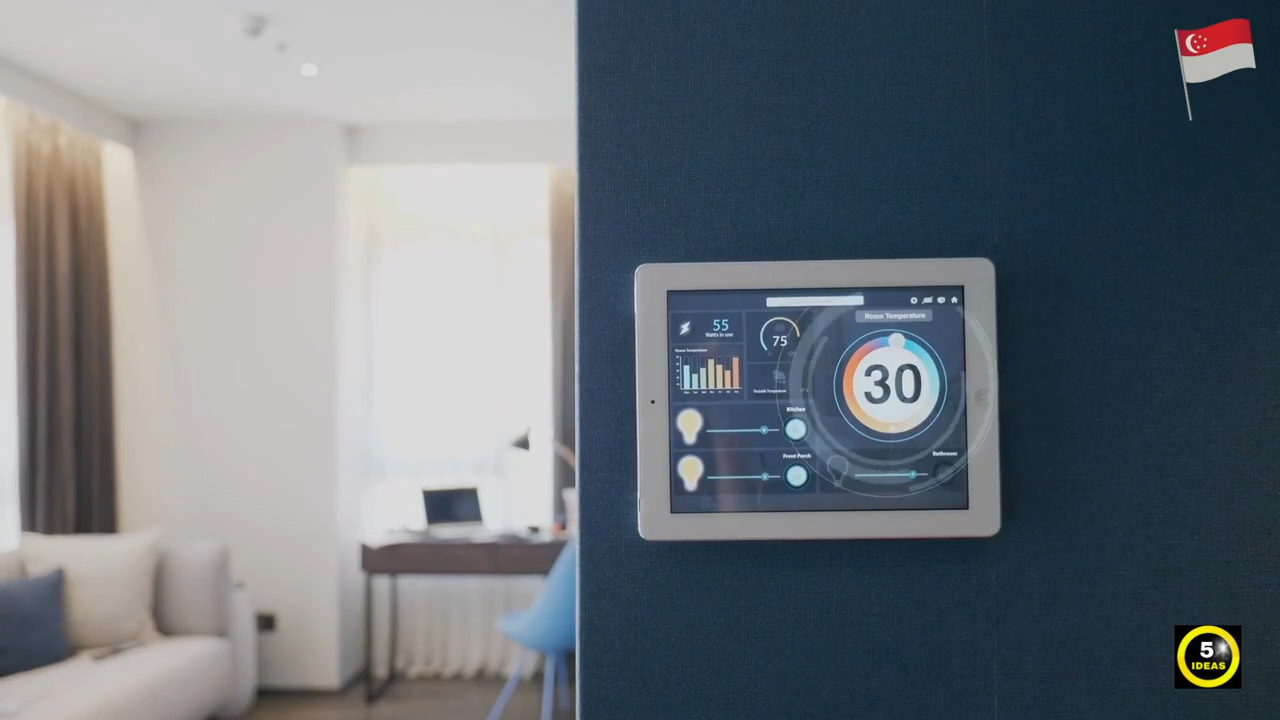 Room Temperature
55
Watts in use
75
30
Kitchen
Front Porch
Bathroom
5
IDEAS